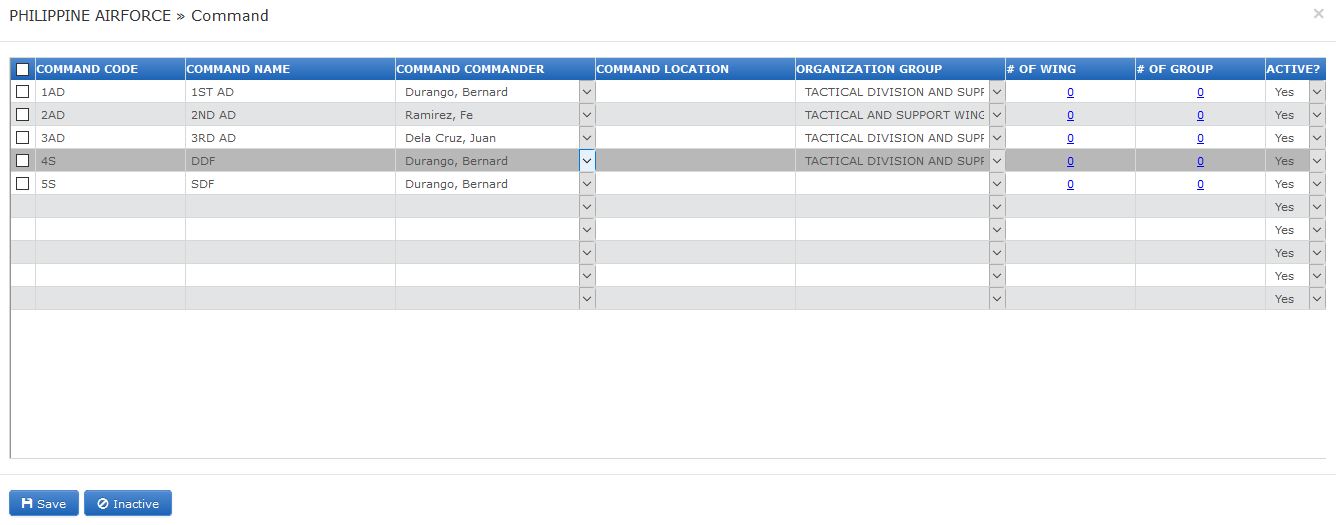 PHILIPPINE AIRFORCE » Command ×
COMMAND CODE COMMAND NAME COMMAND COMMANDER COMMAND LOCATION ORGANIZATION GROUP # OF WING # OF GROUP ACTIVE?
1AD 1ST AD Durango, Bernard TACTICAL DIVISION AND SUPP 0 0 Yes
2AD 2ND AD Ramirez, Fe TACTICAL AND SUPPORT WING 0 0 Yes
3AD 3RD AD Dela Cruz, Juan TACTICAL DIVISION AND SUPP 0 0 Yes
4S DDF Durango, Bernard TACTICAL DIVISION AND SUPP 0 0 Yes
5S SDF Durango, Bernard 0 0 Yes
Yes
Yes
Yes
Yes
Yes
Save Inactive